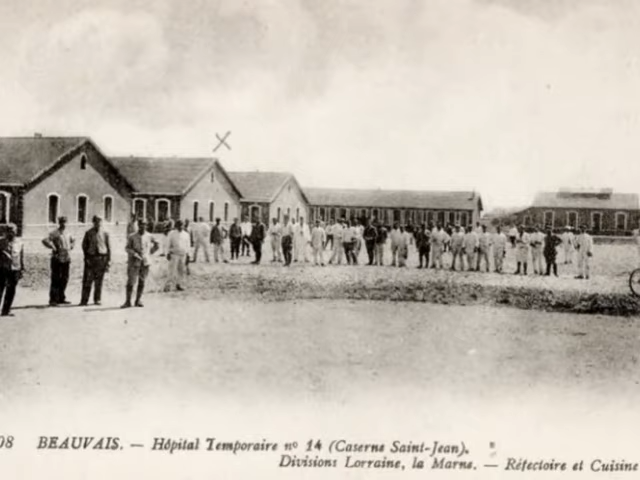 08 BEAUVAIS. — Hôpital Temporaire nº 14 (Caserne Saint-Jean).
Divisions Lorraine, la Marne. — Réfectoire et Cuisine